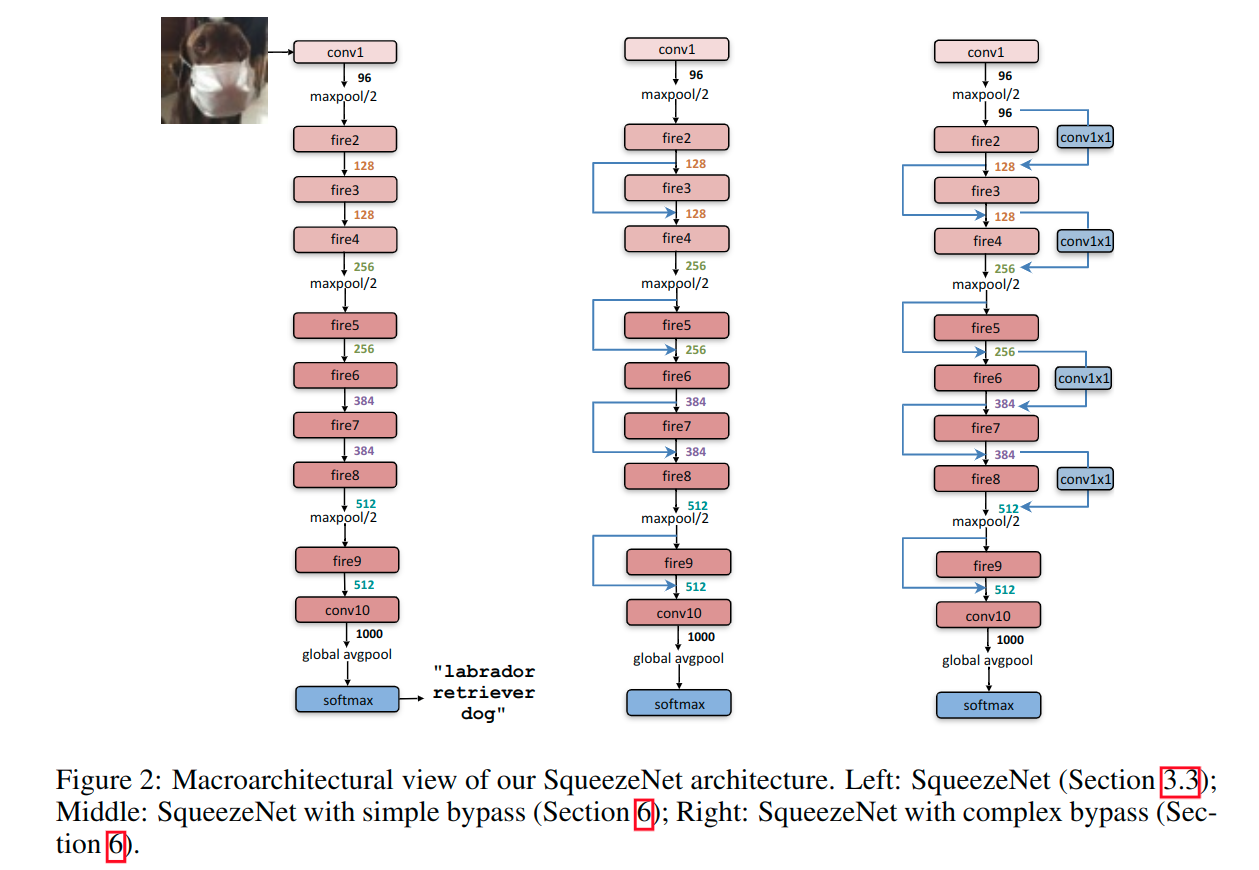 conv1
96
maxpool/2
fire2
128
fire3
128
fire4
256
maxpool/2
fire5
256
fire6
384
fire7
384
fire8
512
maxpool/2
fire9
512
conv10
1000
global avgpool
softmax
"labrador
retriever
dog"
conv1
96
maxpool/2
fire2
128
fire3
128
fire4
256
maxpool/2
fire5
256
fire6
384
fire7
384
fire8
512
maxpool/2
fire9
512
conv10
1000
global avgpool
softmax
conv1
96
maxpool/2
96
fire2
conv1x1
128
fire3
128
fire4
conv1x1
256
maxpool/2
fire5
256
fire6
conv1x1
384
fire7
384
fire8
conv1x1
512
maxpool/2
fire9
512
conv10
1000
global avgpool
softmax
Figure 2: Macroarchitectural view of our SqueezeNet architecture. Left: SqueezeNet (Section 3.3);
Middle: SqueezeNet with simple bypass (Section 6); Right: SqueezeNet with complex bypass (Sec-
tion 6).